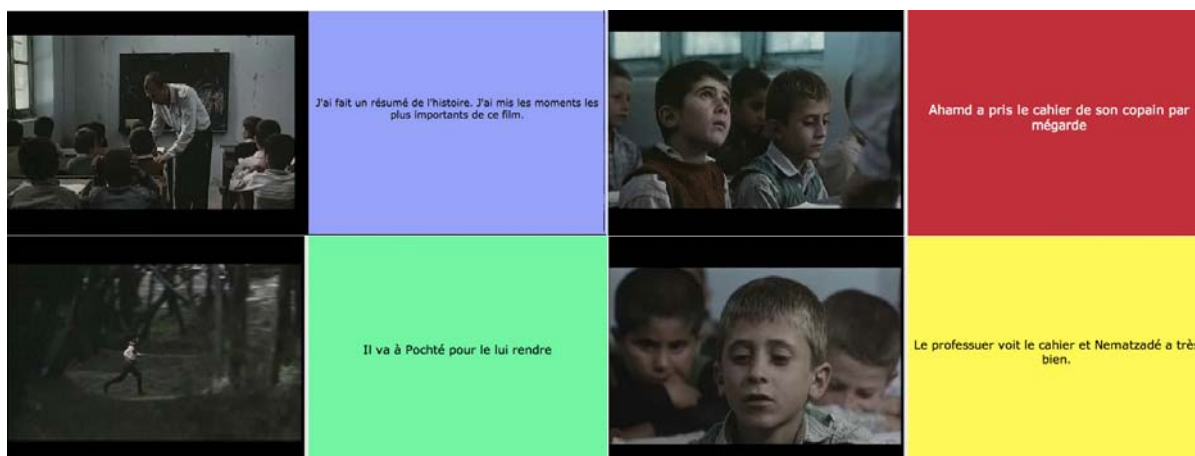 J'ai fait un résumé de l'histoire. J'ai mis les moments les
plus importants de ce film.
Ahamd a pris le cahier de son copain par
mégarde
Il va à Pochté pour le lui rendre
Le professuer voit le cahier et Nematzadé a très
bien.